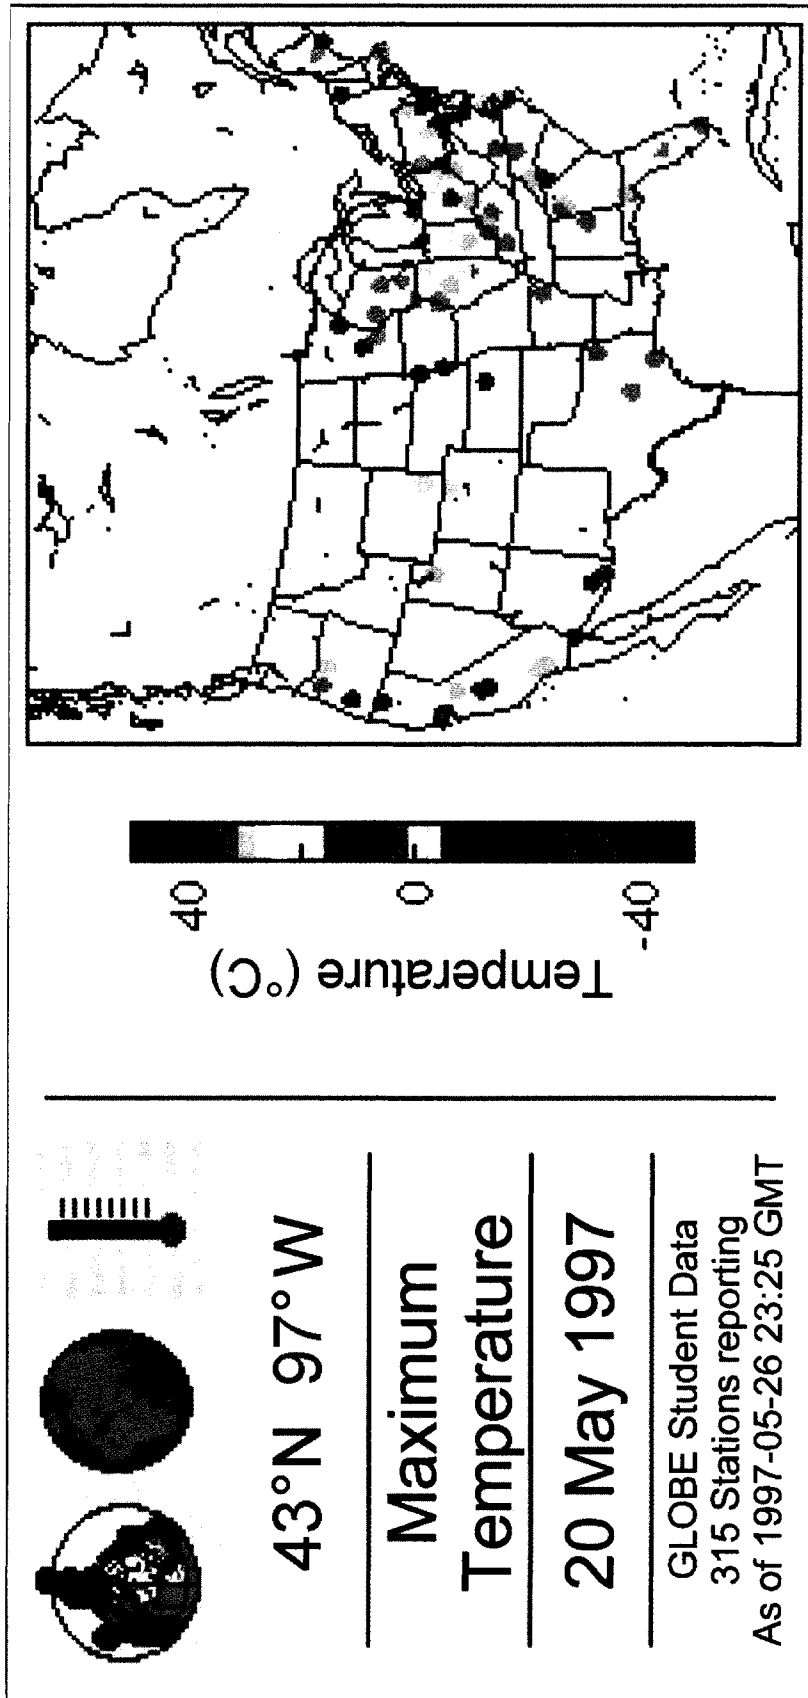 43°N 97°W
Maximum
Temperature
20 May 1997
GLOBE Student Data
315 Stations reporting
As of 1997-05-26 23:25 GMT
Temperature (°C)
40
0
-40